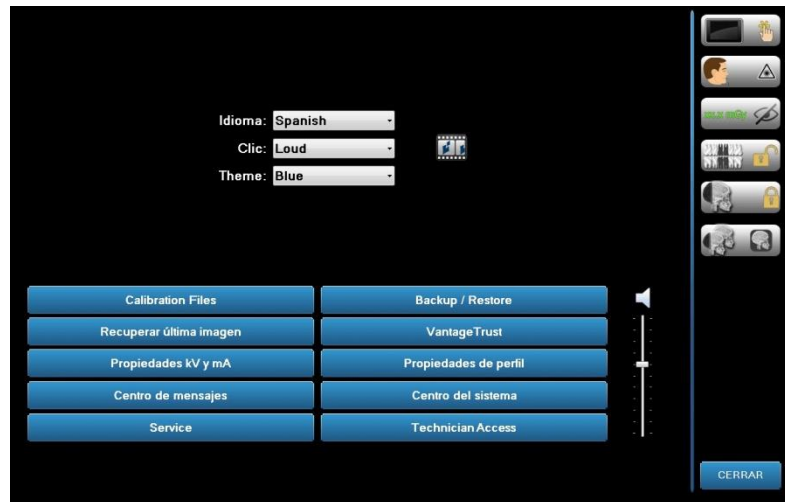 Idioma: Spanish
Clic: Loud
Theme: Blue
Calibration Files
Backup / Restore
Recuperar última imagen
VantageTrust
Propiedades kV y mA
Propiedades de perfil
Centro de mensajes
Centro del sistema
Service
Technician Access
CERRAR